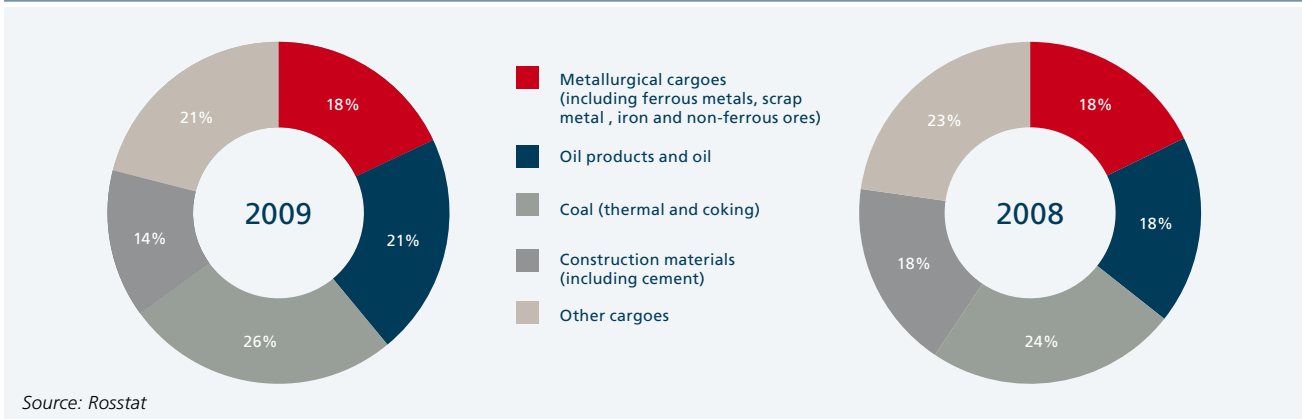 18%
21%
26%
14%
21%
2009
Metallurgical cargoes
(including ferrous metals, scrap
metal , iron and non-ferrous ores)
Oil products and oil
Coal (thermal and coking)
Construction materials
(including cement)
Other cargoes
18%
18%
24%
18%
23%
2008
Source: Rosstat